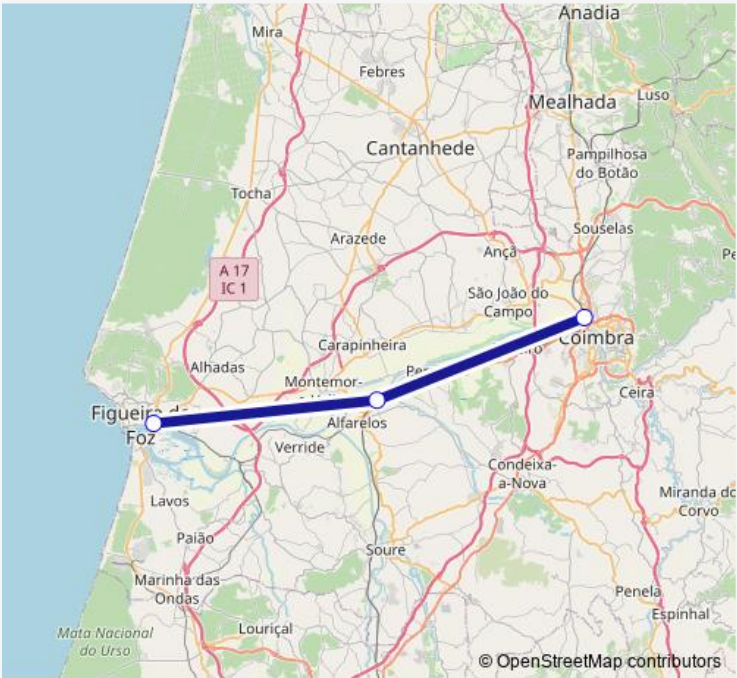 Anadia
Mira
Febres
Luso
Mealhada
Cantanhede
Pampilhosa
do Botão
Tocha
Souselas
Arazede
Ançã
A 17
IC 1
São João do
Campo
Carapinheira
Coimbra
Alhadas
Montemor-
Ceira
Figueira
Foz
Alfarelos
Verride
Condeixa-
a-Nova
Miranda do
Corvo
Lavos
Paião
Soure
Marinha das
Ondas
Penela
Espinhal
Louriçal
Mata Nacional
do Urso
© OpenStreetMap contributors